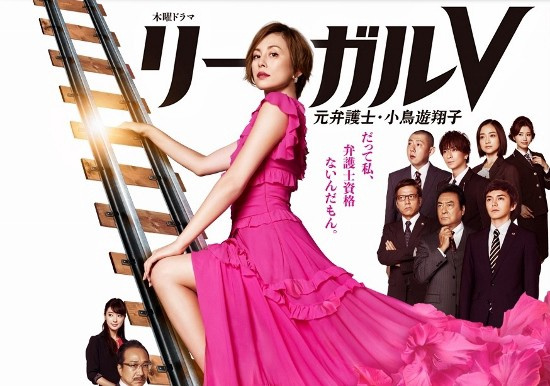 木曜ドラマ
リーガルV
元弁護士・小鳥遊翔子
だって私、
弁護士資格
ないんだもん。